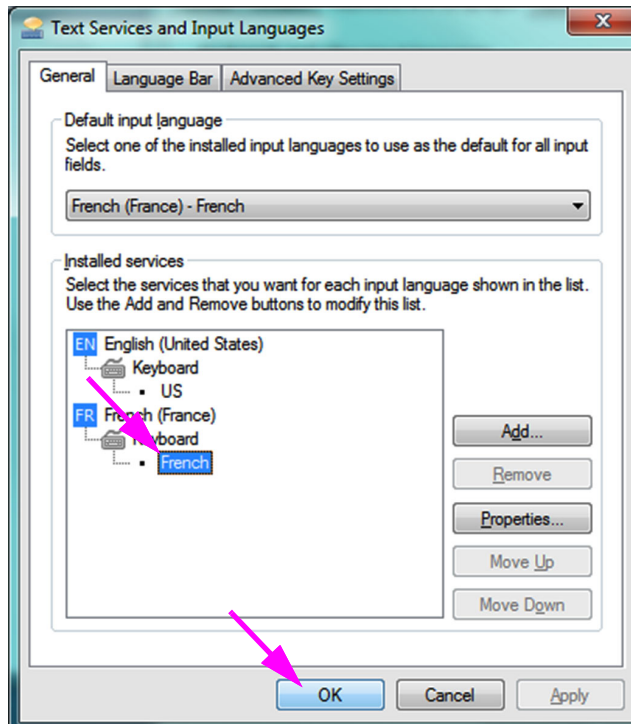 Text Services and Input Languages
General
Language Bar
Advanced Key Settings
Default input language
Select one of the installed input languages to use as the default for all input
fields.
French (France) - French
Installed services
Select the services that you want for each input language shown in the list.
Use the Add and Remove buttons to modify this list.
EN English (United States)
Keyboard
US
FR French (France)
Keyboard
French
Add...
Remove
Properties...
Move Up
Move Down
OK
Cancel
Apply